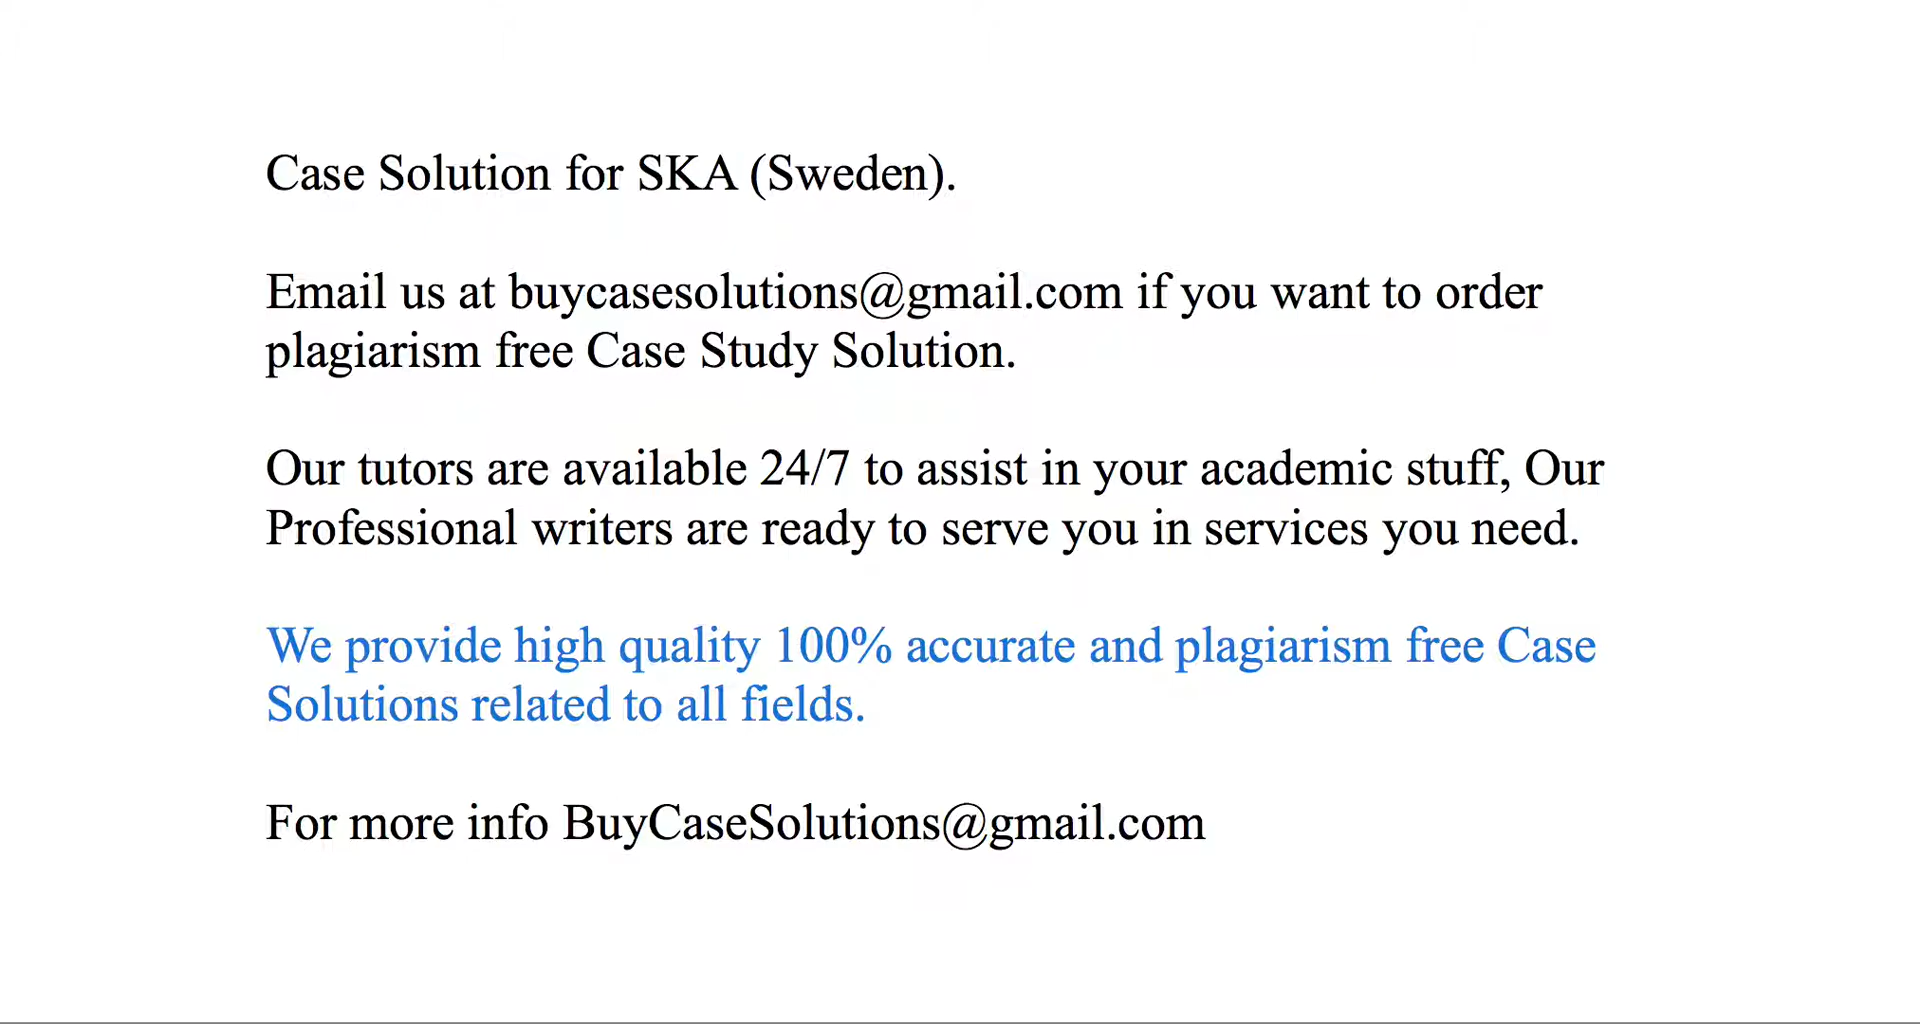 Case Solution for SKA (Sweden).
Email us at buycasesolutions@gmail.com if you want to order
plagiarism free Case Study Solution.
Our tutors are available 24/7 to assist in your academic stuff, Our
Professional writers are ready to serve you in services you need.
We provide high quality 100% accurate and plagiarism free Case
Solutions related to all fields.
For more info BuyCaseSolutions@gmail.com